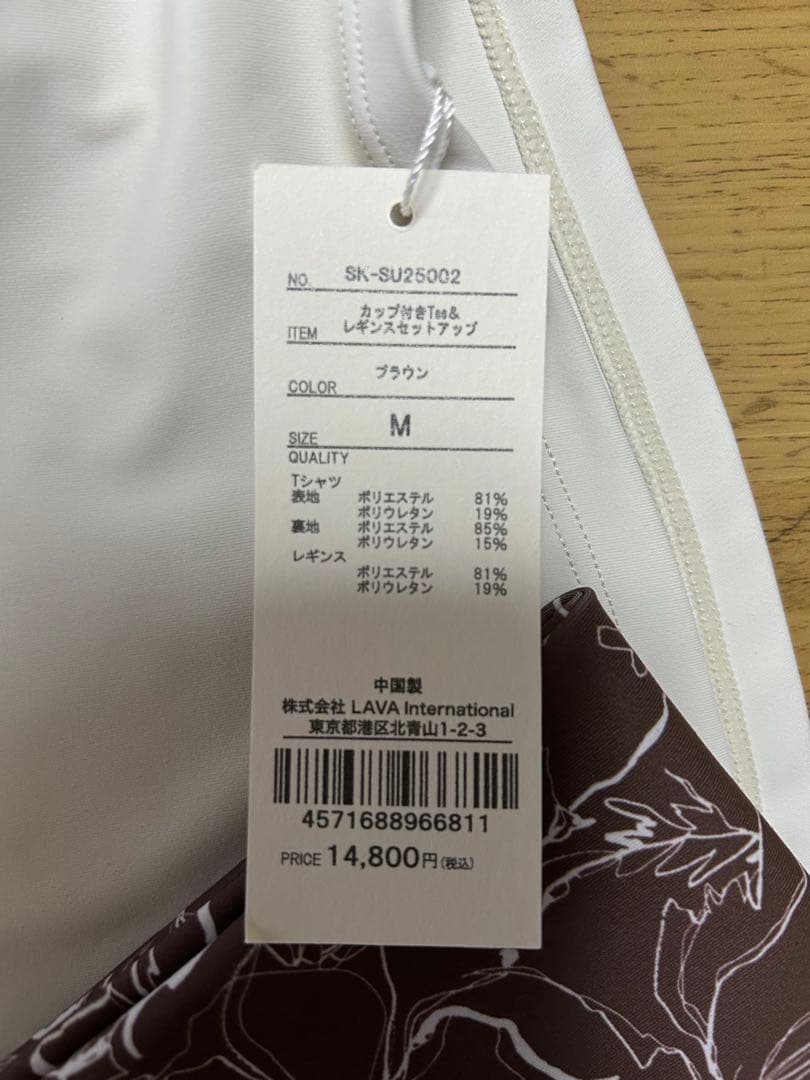 NO. SK-SU25002
ITEM カップ付きTee&
レギンスセットアップ
COLOR ブラウン
SIZE M
QUALITY
Tシャツ
表地 ポリエステル 81%
ポリウレタン 19%
裏地 ポリエステル 85%
ポリウレタン 15%
レギンス
ポリエステル 81%
ポリウレタン 19%
中国製
株式会社 LAVA International
東京都港区北青山1-2-3
4571688966811
PRICE 14,800円(税込)